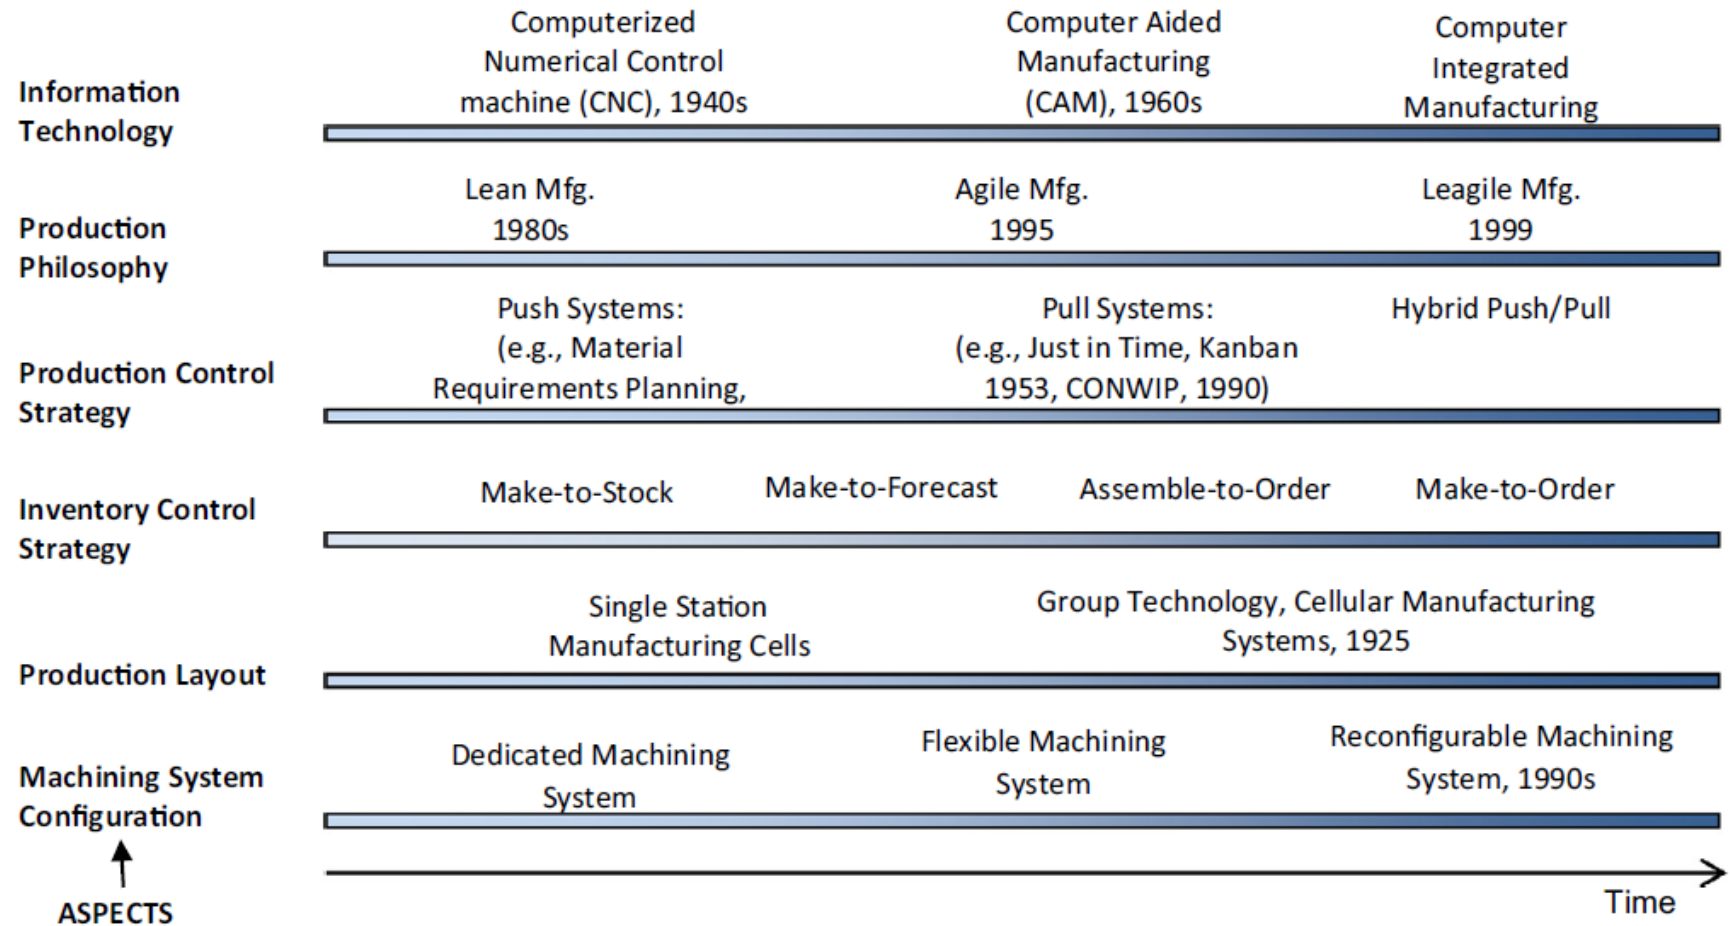 Information
Technology
Computerized
Numerical Control
machine (CNC), 1940s
Computer Aided
Manufacturing
(CAM), 1960s
Computer
Integrated
Manufacturing
Production
Philosophy
Lean Mfg.
1980s
Agile Mfg.
1995
Leagile Mfg.
1999
Production Control
Strategy
Push Systems:
(e.g., Material
Requirements Planning,
Pull Systems:
(e.g., Just in Time, Kanban
1953, CONWIP, 1990)
Hybrid Push/Pull
Inventory Control
Strategy
Make-to-Stock
Make-to-Forecast
Assemble-to-Order
Make-to-Order
Production Layout
Single Station
Manufacturing Cells
Group Technology, Cellular Manufacturing
Systems, 1925
Machining System
Configuration
Dedicated Machining
System
Flexible Machining
System
Reconfigurable Machining
System, 1990s
ASPECTS
Time